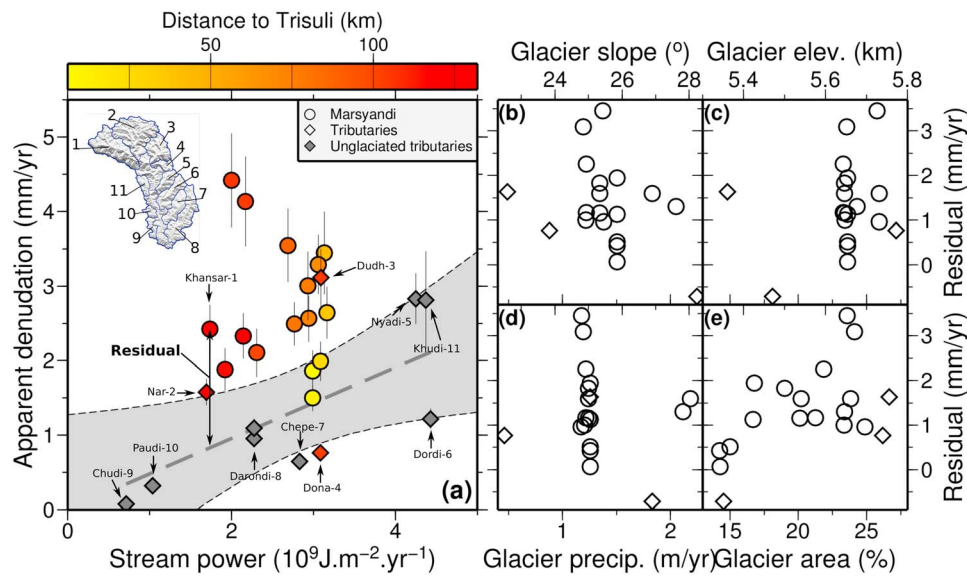 Distance to Trisuli (km)
50 100
Glacier slope (º) Glacier elev. (km)
24 26 28 5.4 5.6 5.8
Apparent denudation (mm/yr)
5
4
3
2
1
0
0 2 4
Stream power (10⁹J.m⁻².yr⁻¹)
Marsyandi
Tributaries
Unglaciated tributaries
1
2
3
4
5
6
7
8
9
10
11
Khansar-1
Dudh-3
Residual
Nyadi-5
Khudi-11
Nar-2
Chepe-7
Paudi-10
Chudi-9
Darondi-8
Dona-4
Dordi-6
(a)
(b) (c)
3
2
1
0
Residual (mm/yr)
(d) (e)
3
2
1
0
Residual (mm/yr)
1 2 15 20 25
Glacier precip. (m/yr) Glacier area (%)